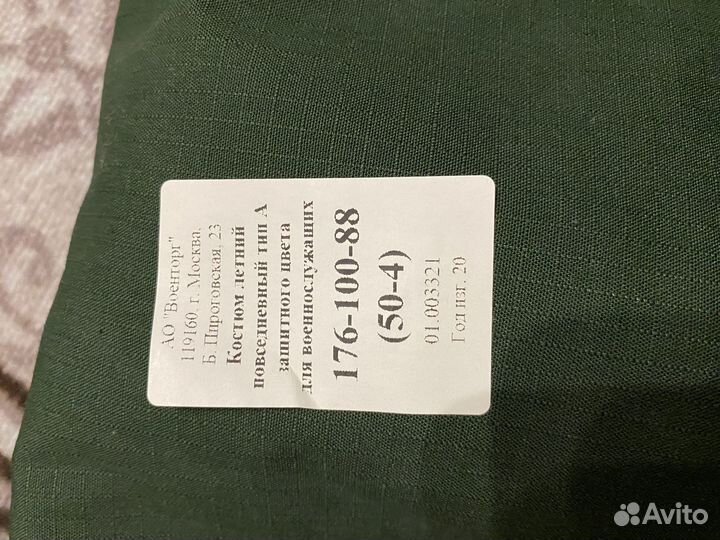 АО "Военторг"
119160, г. Москва,
Б. Пироговская, 23
Костюм летний
повседневный тип А
защитного цвета
для военнослужащих
176-100-88
(50-4)
01.003321
Год изг. 20
Avito